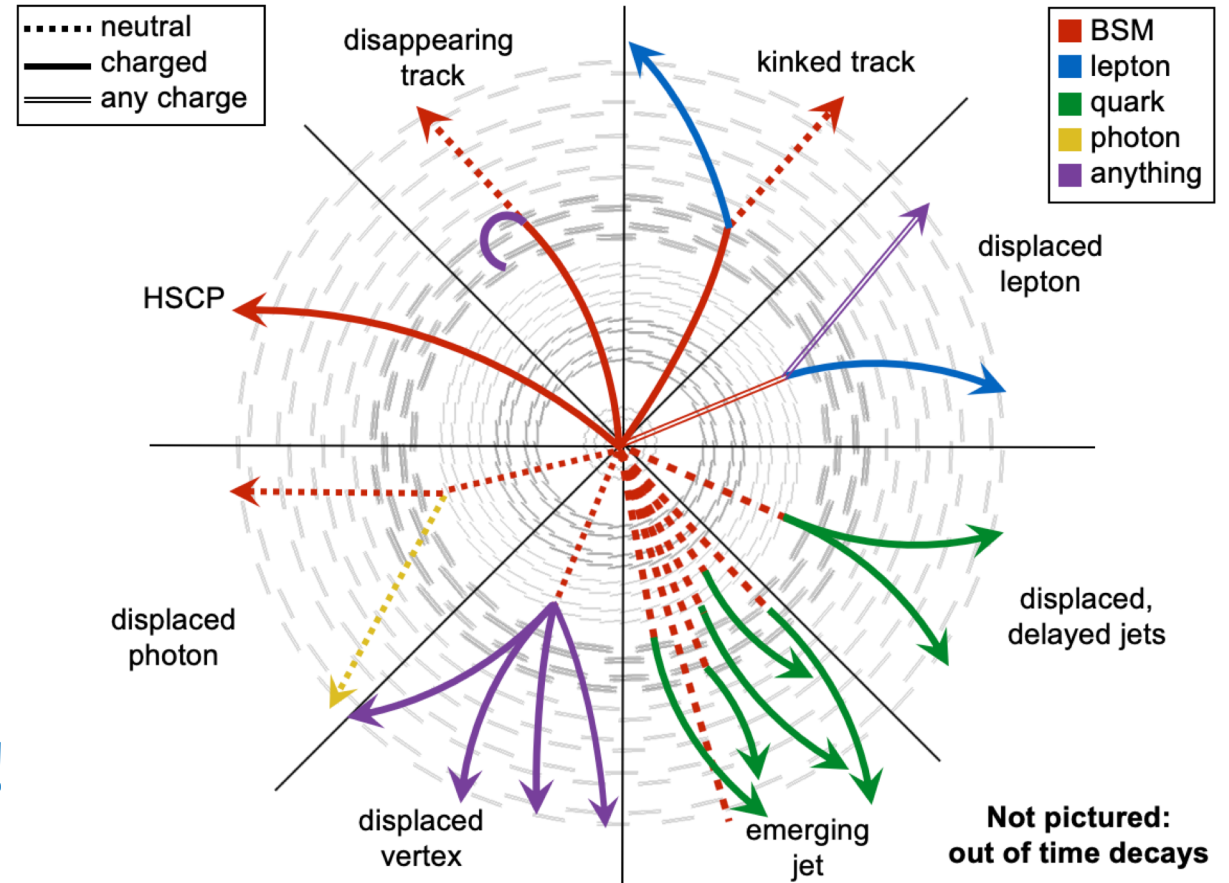 neutral
charged
any charge
disappearing
track
kinked track
BSM
lepton
quark
photon
anything
displaced
lepton
HSCP
displaced
photon
displaced,
delayed jets
displaced
vertex
emerging
jet
Not pictured:
out of time decays